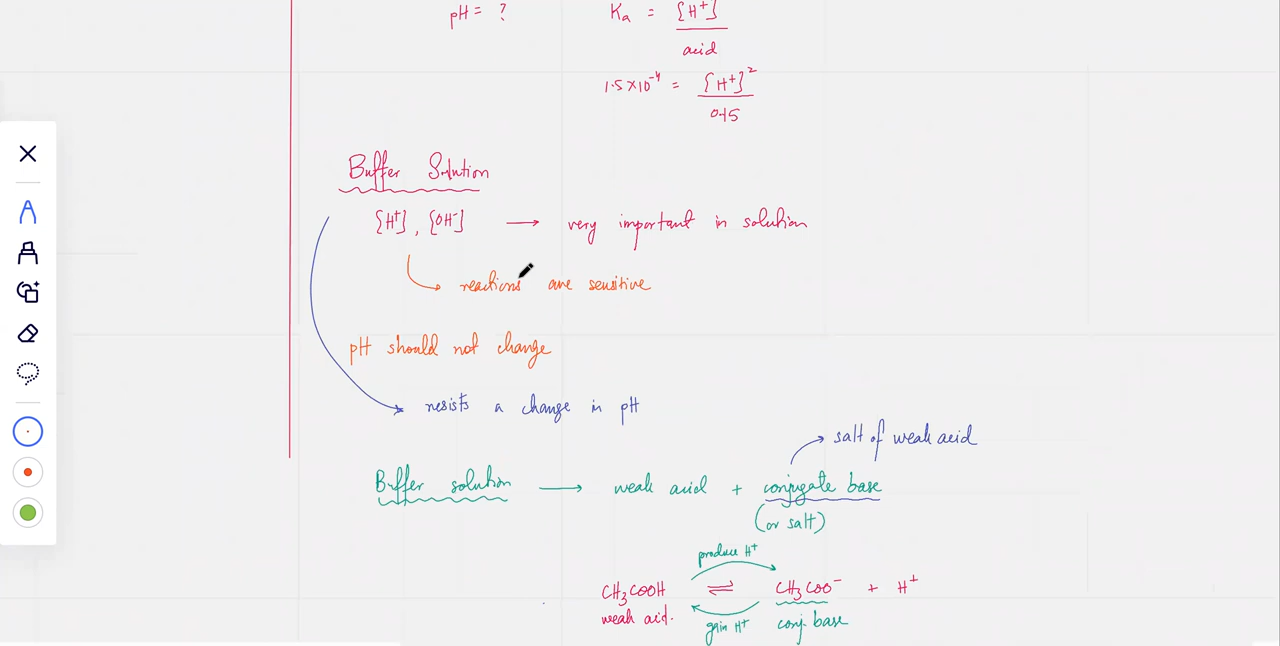 pH = ?
Ka = [H+]
acid
1.5×10⁻⁴ = [H+]²
0.15
Buffer Solution
[H+], [OH-] → very important in solution
reactions are sensitive
pH should not change
resists a change in pH
salt of weak acid
Buffer solution → weak acid + conjugate base
(or salt)
produce H+
CH₃COOH ⇌ CH₃COO⁻ + H+
weak acid.
gain H+
conj. base